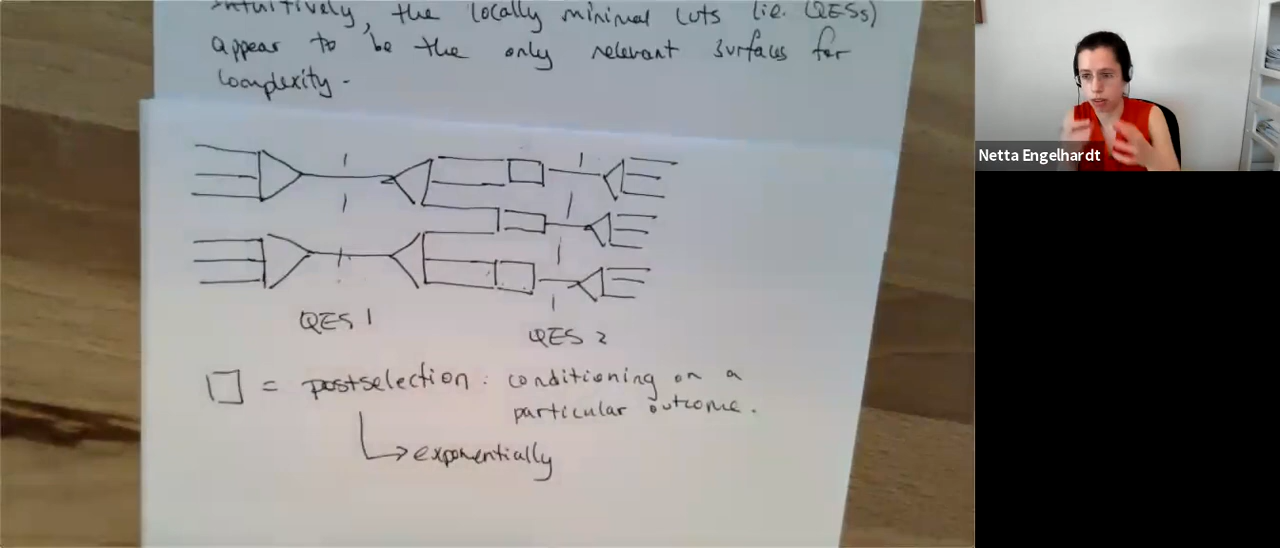 intuitively, the locally minimal cuts (i.e. QESs)
appear to be the only relevant surfaces for
complexity.
QES 1
QES 2
= postselection: conditioning on a
particular outcome.
exponentially
Netta Engelhardt